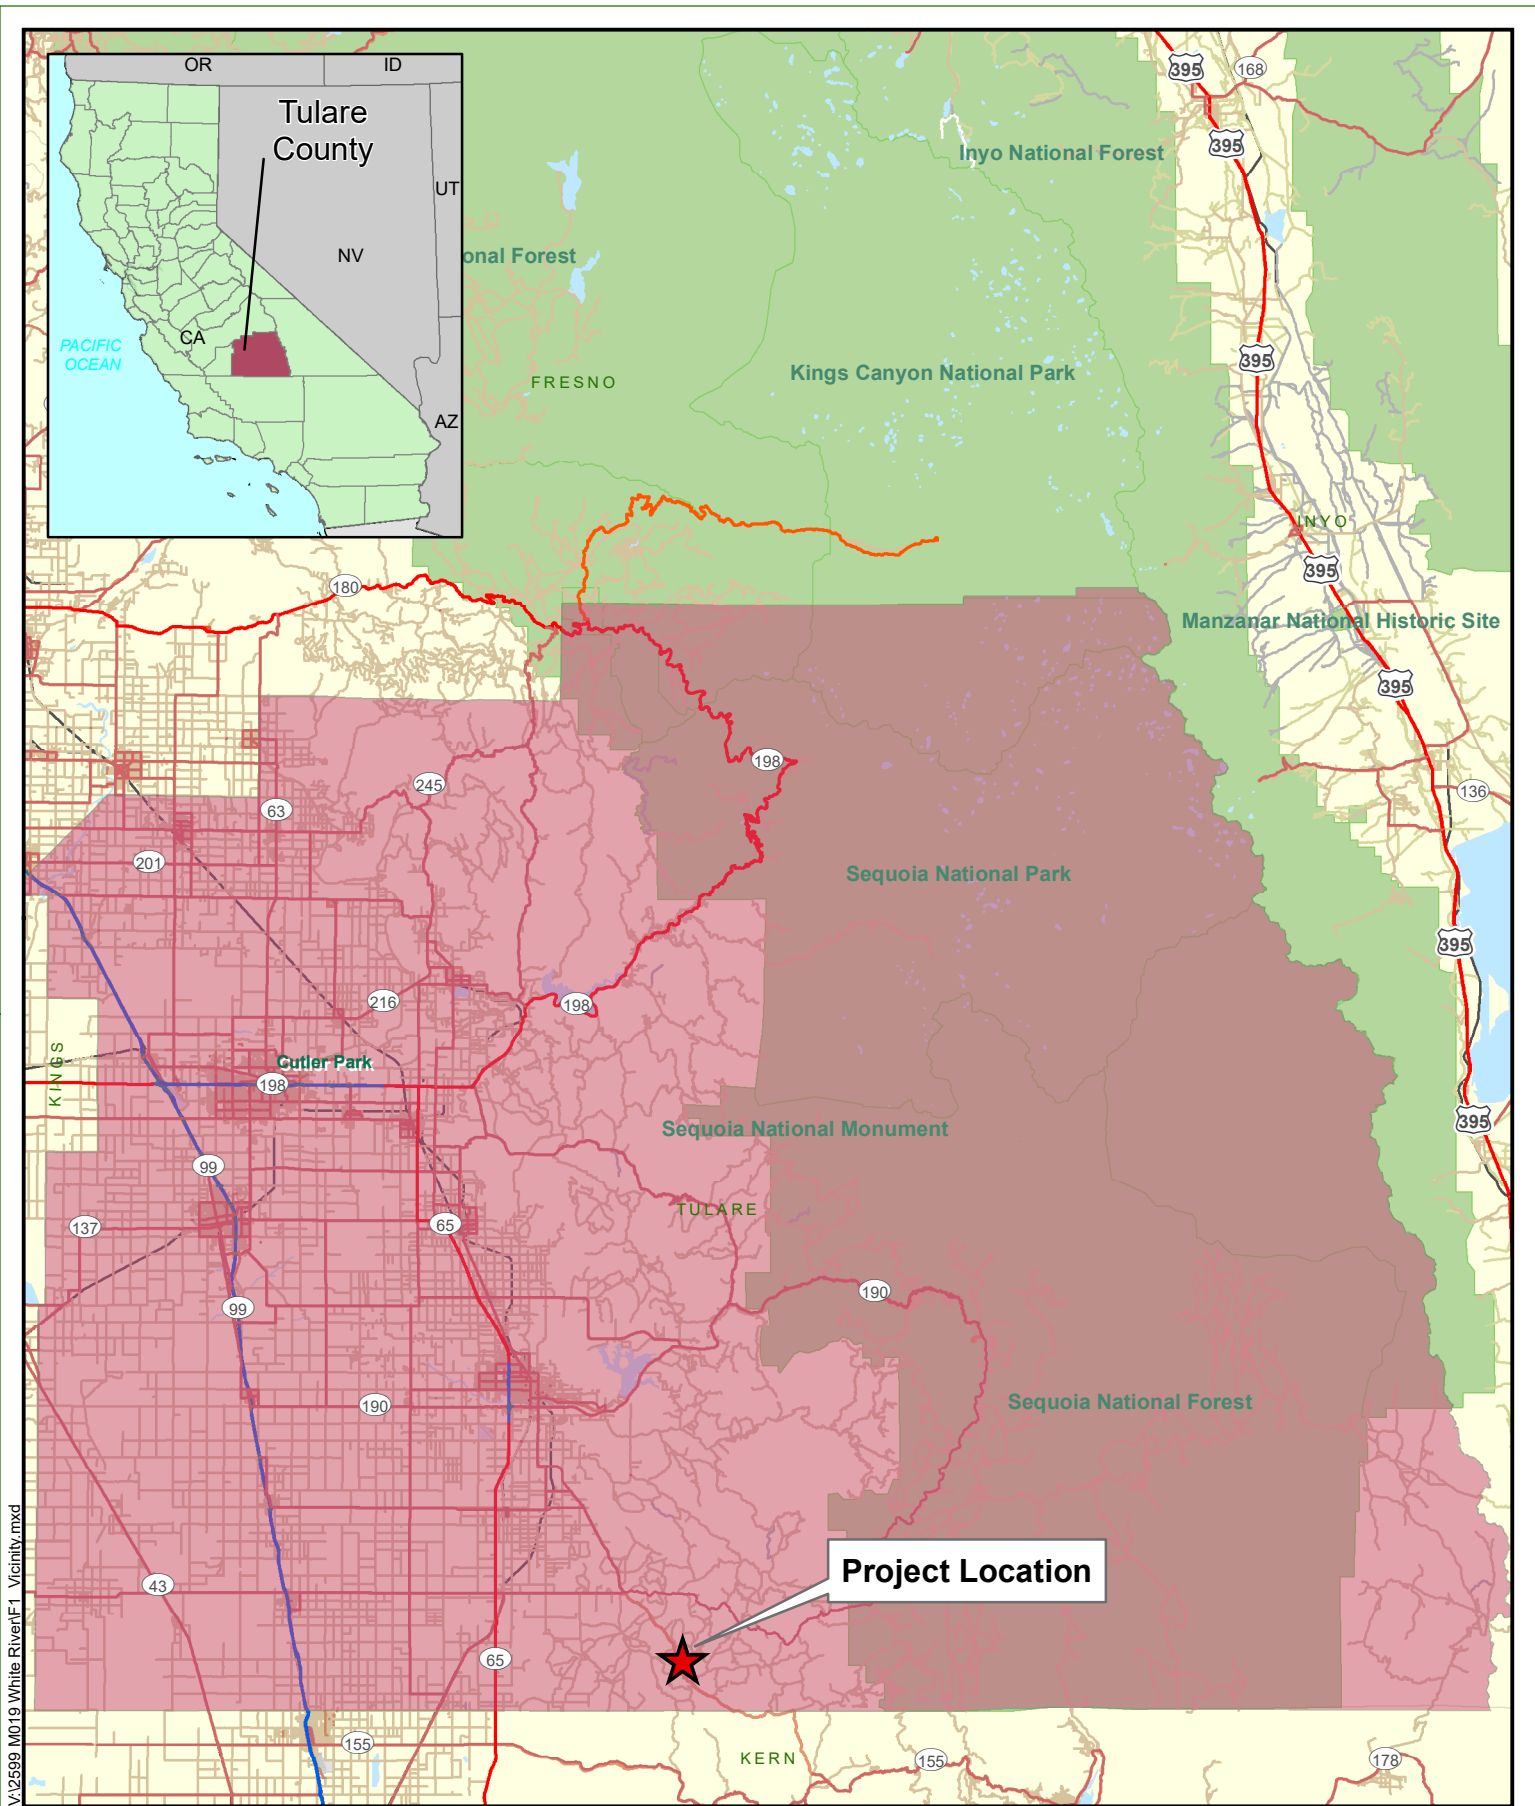 OR
ID
Tulare
County
UT
NV
CA
PACIFIC
OCEAN
AZ
395
168
395
Inyo National Forest
onal Forest
395
Kings Canyon National Park
FRESNO
INYO
395
180
Manzanar National Historic Site
395
198
245
136
63
201
Sequoia National Park
395
216
198
KINGS
Cutler Park
198
395
Sequoia National Monument
99
TULARE
137
65
190
99
Sequoia National Forest
190
Project Location
43
65
155
KERN
155
178
V:\2599 M019 White River\F1 Vicinity.mxd